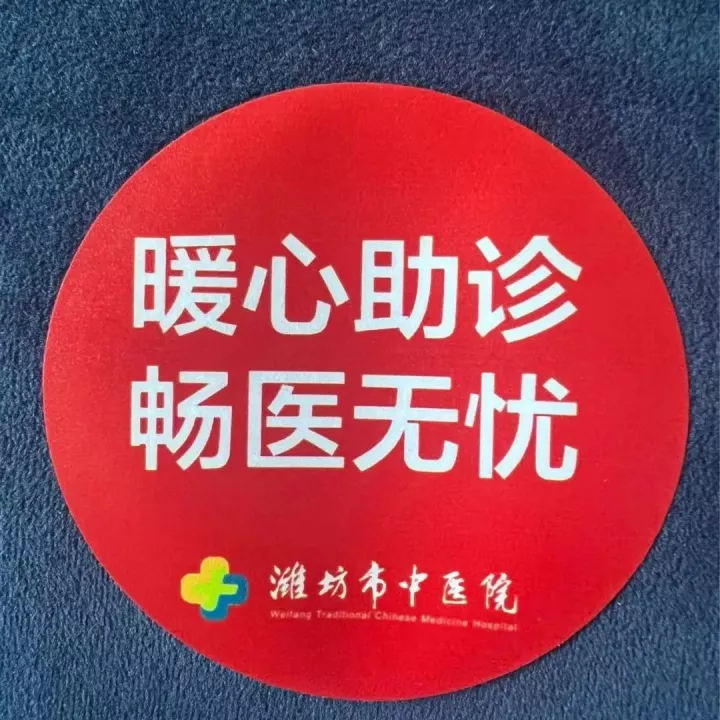 暖心助诊
畅医无忧
潍坊市中医院
Weifang Traditional Chinese Medicine Hospital